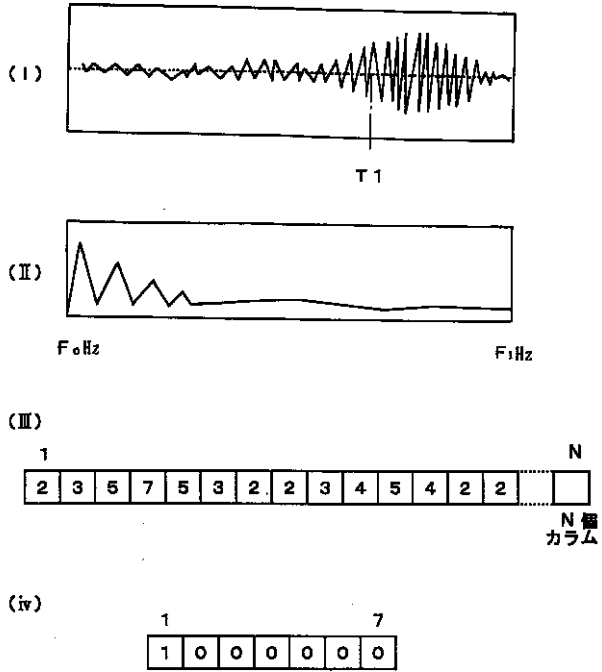 (I)
T1
(II)
F₀Hz F₁Hz
(III)
1 N
2 3 5 7 5 3 2 2 3 4 5 4 2 2
N個
カラム
(iv)
1 7
1 0 0 0 0 0 0